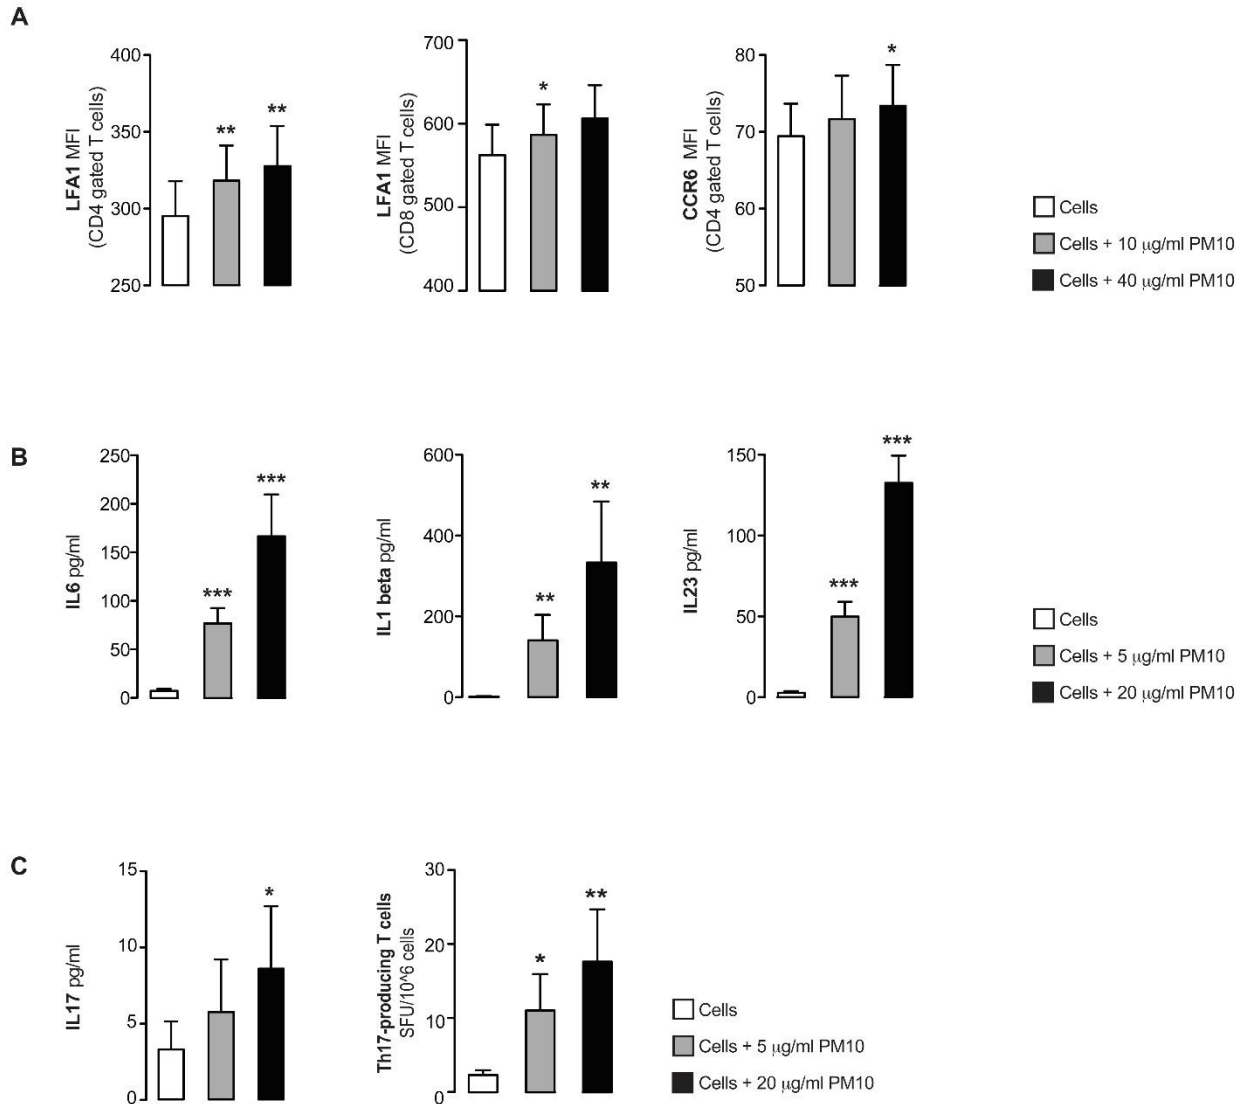 A
LFA1 MFI
(CD4 gated T cells)
400
350
300
250
**
**
LFA1 MFI
(CD8 gated T cells)
700
600
500
400
*
CCR6 MFI
(CD4 gated T cells)
80
70
60
50
*
Cells
Cells + 10 μg/ml PM10
Cells + 40 μg/ml PM10
B
IL6 pg/ml
250
200
150
100
50
0
***
***
IL1 beta pg/ml
600
400
200
0
**
**
IL23 pg/ml
150
100
50
0
***
***
Cells
Cells + 5 μg/ml PM10
Cells + 20 μg/ml PM10
C
IL17 pg/ml
15
10
5
0
*
Th17-producing T cells
SFU/10^6 cells
30
20
10
0
*
**
Cells
Cells + 5 μg/ml PM10
Cells + 20 μg/ml PM10